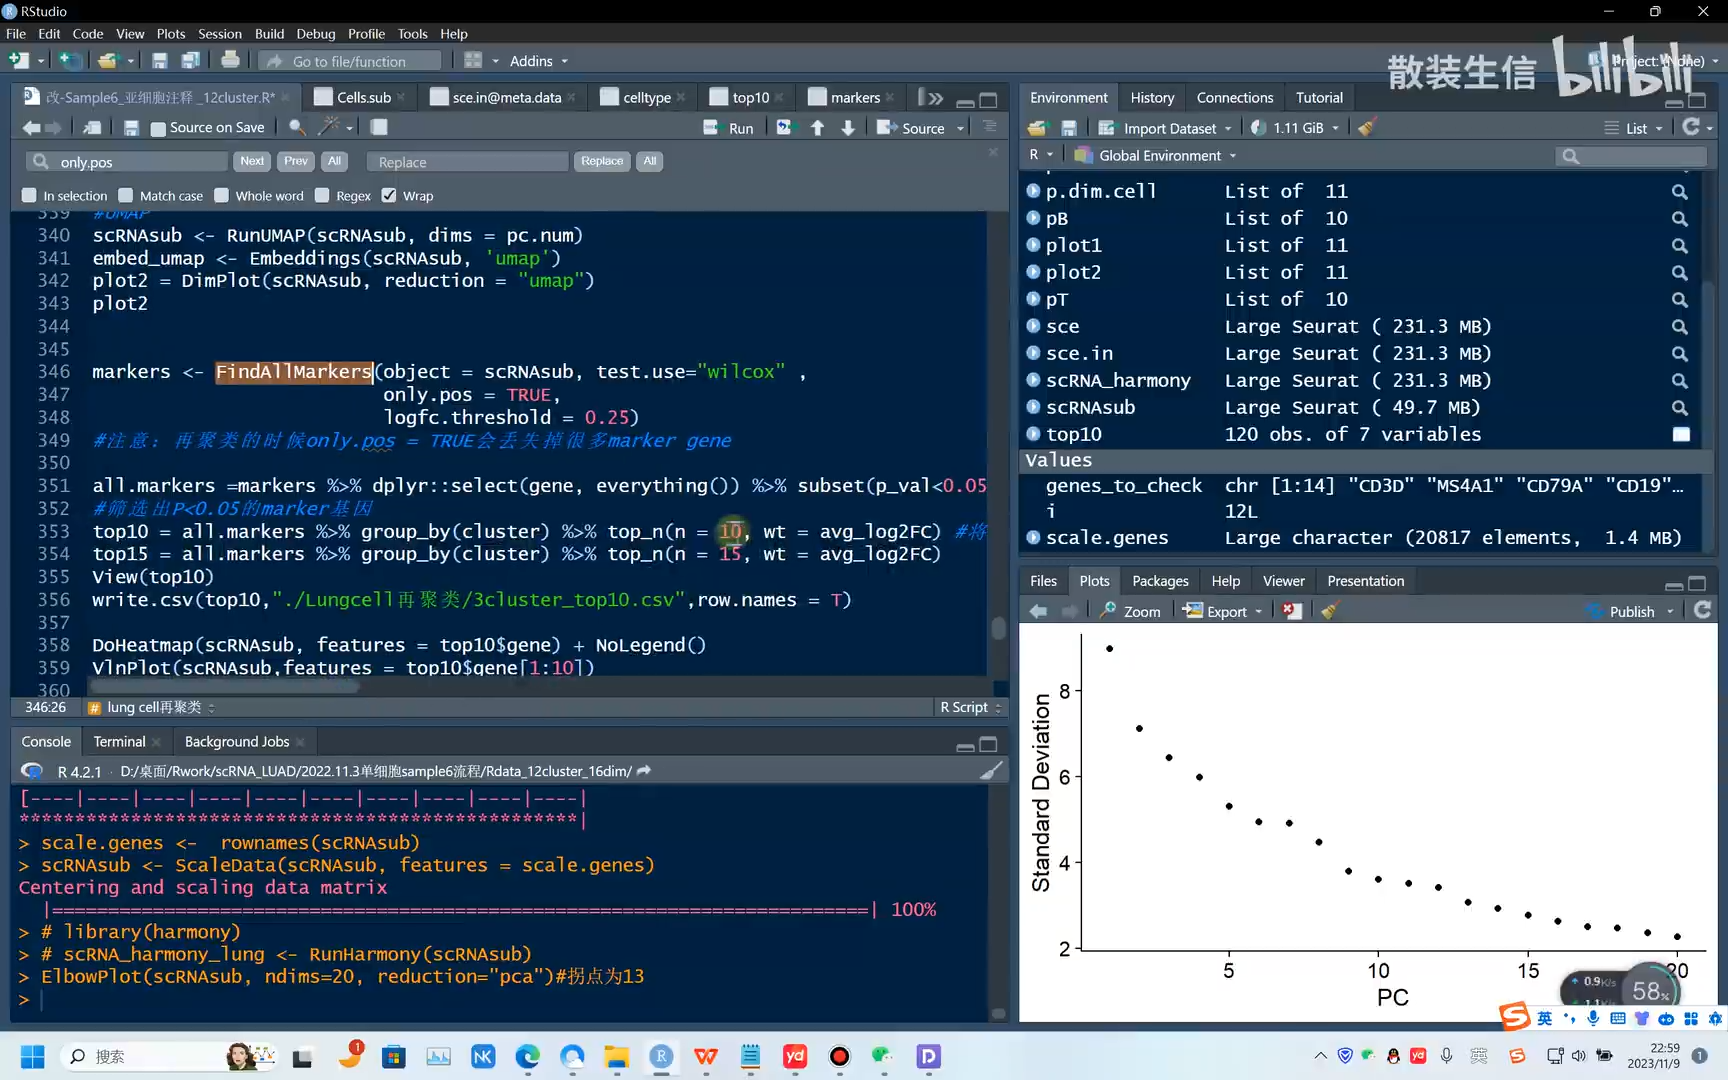 RStudio
File Edit Code View Plots Session Build Debug Profile Tools Help
Go to file/function Addins
散装生信 bilibili
改-Sample6_亚细胞注释 _12cluster.R* Cells.sub sce.in@meta.data celltype top10 markers
Source on Save Run Source
only.pos Next Prev All Replace Replace All
In selection Match case Whole word Regex Wrap
339 #UMAP
340 scRNAsub <- RunUMAP(scRNAsub, dims = pc.num)
341 embed_umap <- Embeddings(scRNAsub, 'umap')
342 plot2 = DimPlot(scRNAsub, reduction = "umap")
343 plot2
344
345
346 markers <- FindAllMarkers(object = scRNAsub, test.use="wilcox" ,
347 only.pos = TRUE,
348 logfc.threshold = 0.25)
349 #注意: 再聚类的时候only.pos = TRUE会丢失掉很多marker gene
350
351 all.markers =markers %>% dplyr::select(gene, everything()) %>% subset(p_val<0.05
352 #筛选出P<0.05的marker基因
353 top10 = all.markers %>% group_by(cluster) %>% top_n(n = 10, wt = avg_log2FC) #将
354 top15 = all.markers %>% group_by(cluster) %>% top_n(n = 15, wt = avg_log2FC)
355 View(top10)
356 write.csv(top10,"./Lungcell再聚类/3cluster_top10.csv",row.names = T)
357
358 DoHeatmap(scRNAsub, features = top10$gene) + NoLegend()
359 VlnPlot(scRNAsub,features = top10$gene[1:10])
360
346:26 # lung cell再聚类 R Script
Console Terminal Background Jobs
R 4.2.1 · D:/桌面/Rwork/scRNA_LUAD/2022.11.3单细胞sample6流程/Rdata_12cluster_16dim/
[----|----|----|----|----|----|----|----|----|----|
**************************************************|
> scale.genes <-  rownames(scRNAsub)
> scRNAsub <- ScaleData(scRNAsub, features = scale.genes)
Centering and scaling data matrix
|=========================================================================| 100%
> # library(harmony)
> # scRNA_harmony_lung <- RunHarmony(scRNAsub)
> ElbowPlot(scRNAsub, ndims=20, reduction="pca")#拐点为13
>
Environment History Connections Tutorial
Import Dataset 1.11 GiB List
R Global Environment
p.dim.cell List of 11
pB List of 10
plot1 List of 11
plot2 List of 11
pT List of 10
sce Large Seurat ( 231.3 MB)
sce.in Large Seurat ( 231.3 MB)
scRNA_harmony Large Seurat ( 231.3 MB)
scRNAsub Large Seurat ( 49.7 MB)
top10 120 obs. of 7 variables
Values
genes_to_check chr [1:14] "CD3D" "MS4A1" "CD79A" "CD19"…
i 12L
scale.genes Large character (20817 elements, 1.4 MB)
Files Plots Packages Help Viewer Presentation
Zoom Export Publish
Standard Deviation
8
6
4
2
5 10 15 20
PC
0.9K/s
1.1K/s
58%
英
搜索
1
英
22:59
2023/11/9
1